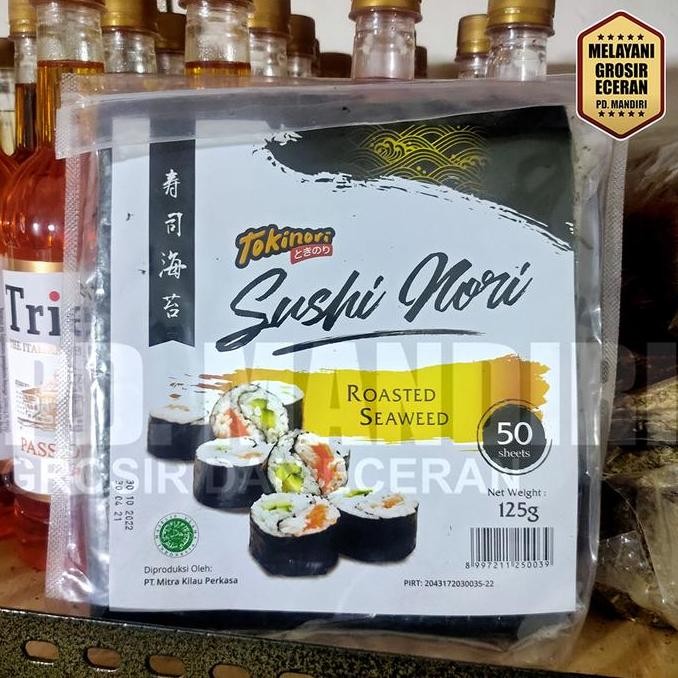 MELAYANI
GROSIR
ECERAN
PD. MANDIRI
寿司海苔
Tokinori
ときのり
Sushi Nori
ROASTED
SEAWEED
50
sheets
Net Weight :
125g
30 10 2022
30 04 21
Diproduksi Oleh:
PT. Mitra Kilau Perkasa
8 997211 250039
PIRT: 2043172030035-22
Tri
PASS
PD. MANDIRI
GROSIR DAN ECERAN